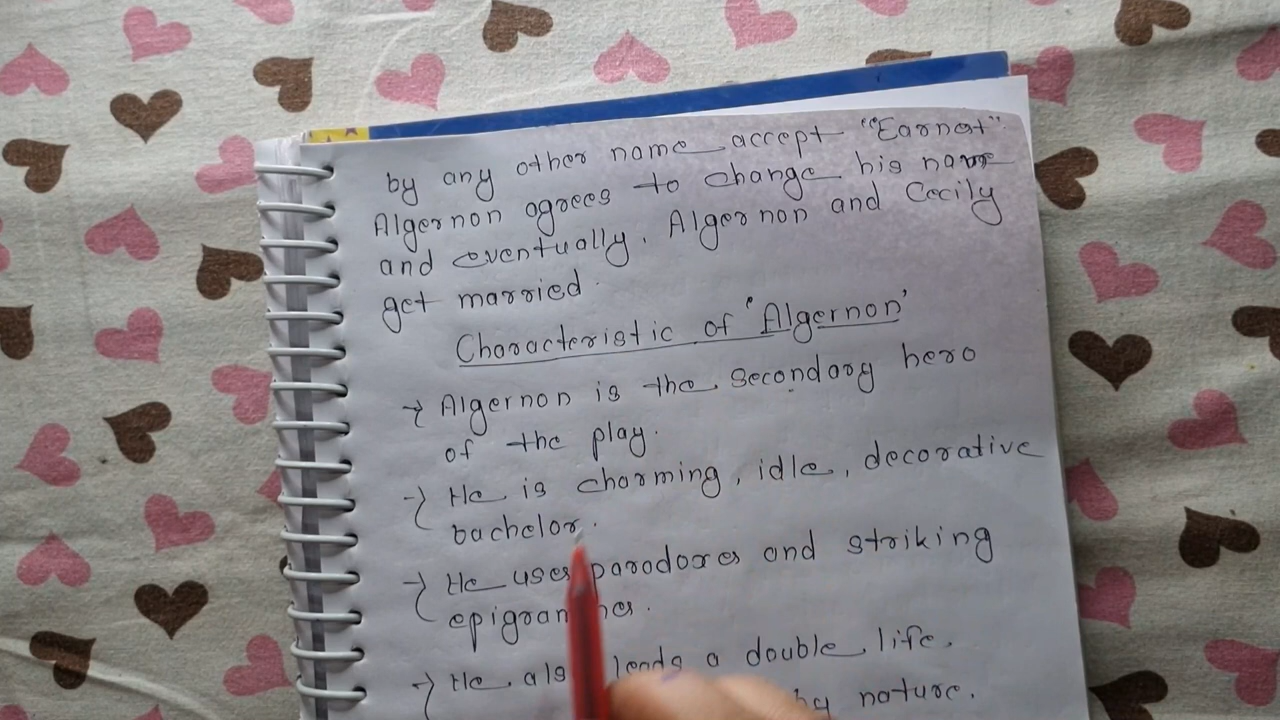 by any other name accept "Earnest"
Algernon agrees to change his name
and eventually, Algernon and Cecily
get married.
Characteristic of 'Algernon'
→ Algernon is the secondary hero
of the play.
→ He is charming, idle, decorative
bachelor.
→ He uses paradoxes and striking
→ He also leads a double life.
by nature.